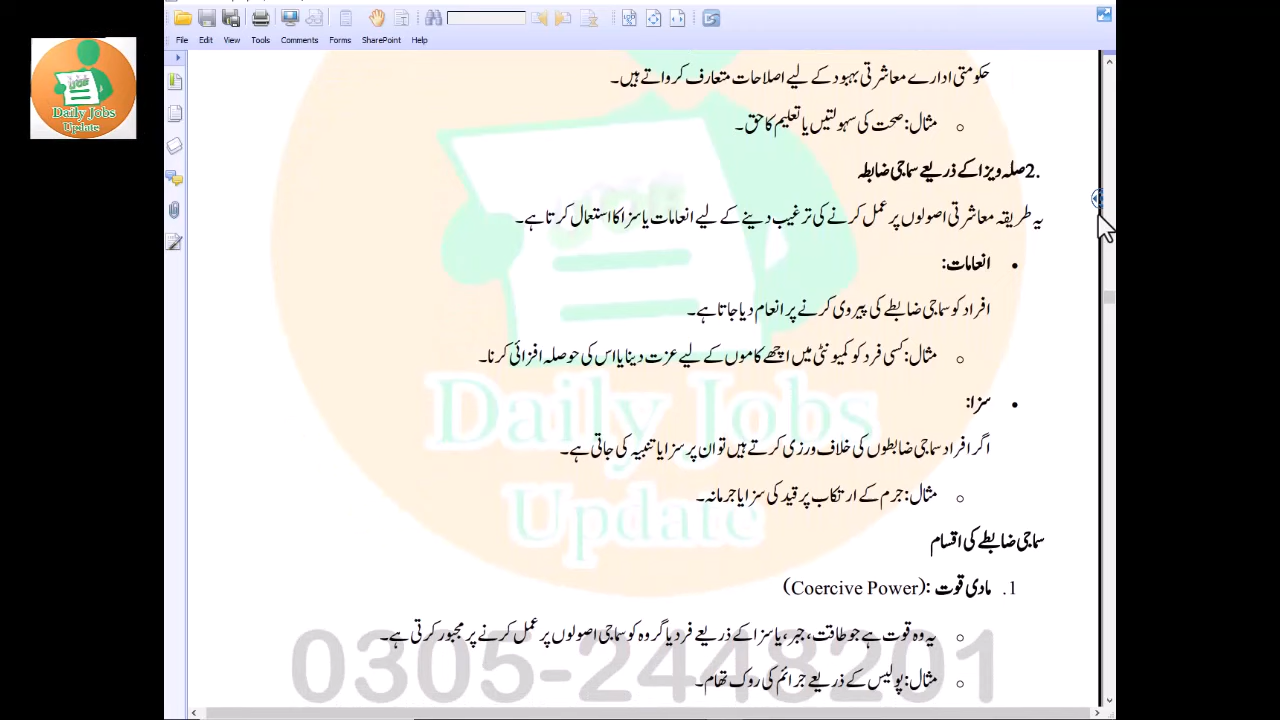 File Edit View Tools Comments Forms SharePoint Help
Daily Jobs
Update
حکومتی ادارے معاشرتی بہبود کے لیے اصلاحات متعارف کرواتے ہیں۔
○ مثال: صحت کی سہولتیں یا تعلیم کا حق۔
2. صلہ ویزا کے ذریعے سماجی ضابطہ
یہ طریقہ معاشرتی اصولوں پر عمل کرنے کی ترغیب دینے کے لیے انعامات یا سزا کا استعمال کرتا ہے۔
• انعامات:
افراد کو سماجی ضابطے کی پیروی کرنے پر انعام دیا جاتا ہے۔
○ مثال: کسی فرد کو کمیونٹی میں اچھے کاموں کے لیے عزت دینا یا اس کی حوصلہ افزائی کرنا۔
• سزا:
اگر افراد سماجی ضابطوں کی خلاف ورزی کرتے ہیں تو ان پر سزا یا تنبیہ کی جاتی ہے۔
○ مثال: جرم کے ارتکاب پر قید کی سزا یا جرمانہ۔
سماجی ضابطے کی اقسام
1. مادی قوت :(Coercive Power)
○ یہ وہ قوت ہے جو طاقت، جبر، یا سزا کے ذریعے فرد یا گروہ کو سماجی اصولوں پر عمل کرنے پر مجبور کرتی ہے۔
○ مثال: پولیس کے ذریعے جرائم کی روک تھام۔
Daily Jobs
Update
0305-2448201